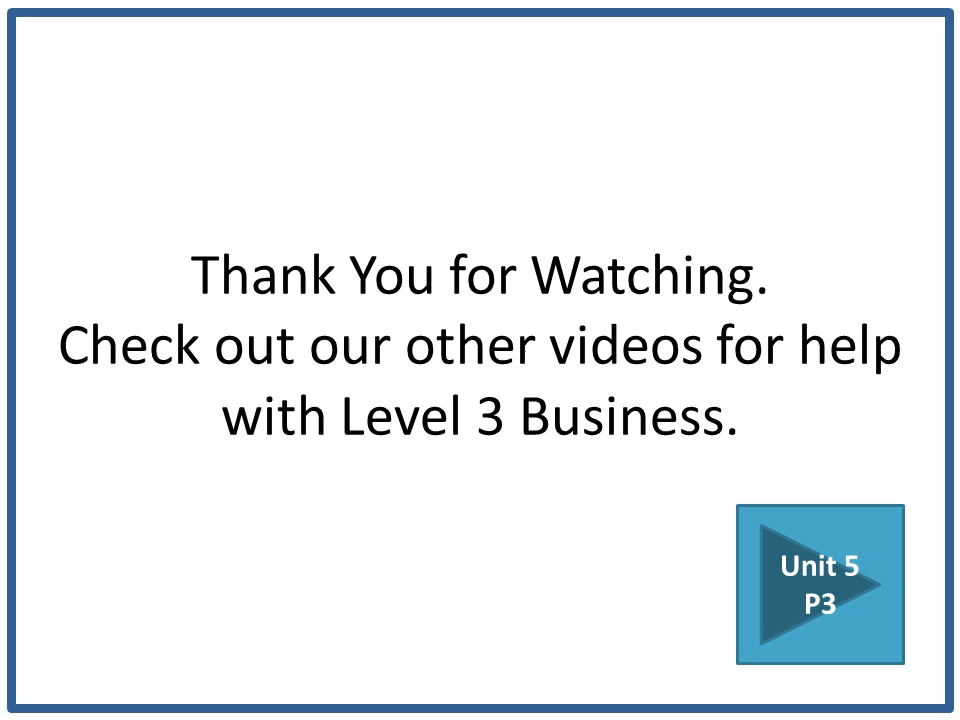 Thank You for Watching.
Check out our other videos for help
with Level 3 Business.
Unit 5
P3